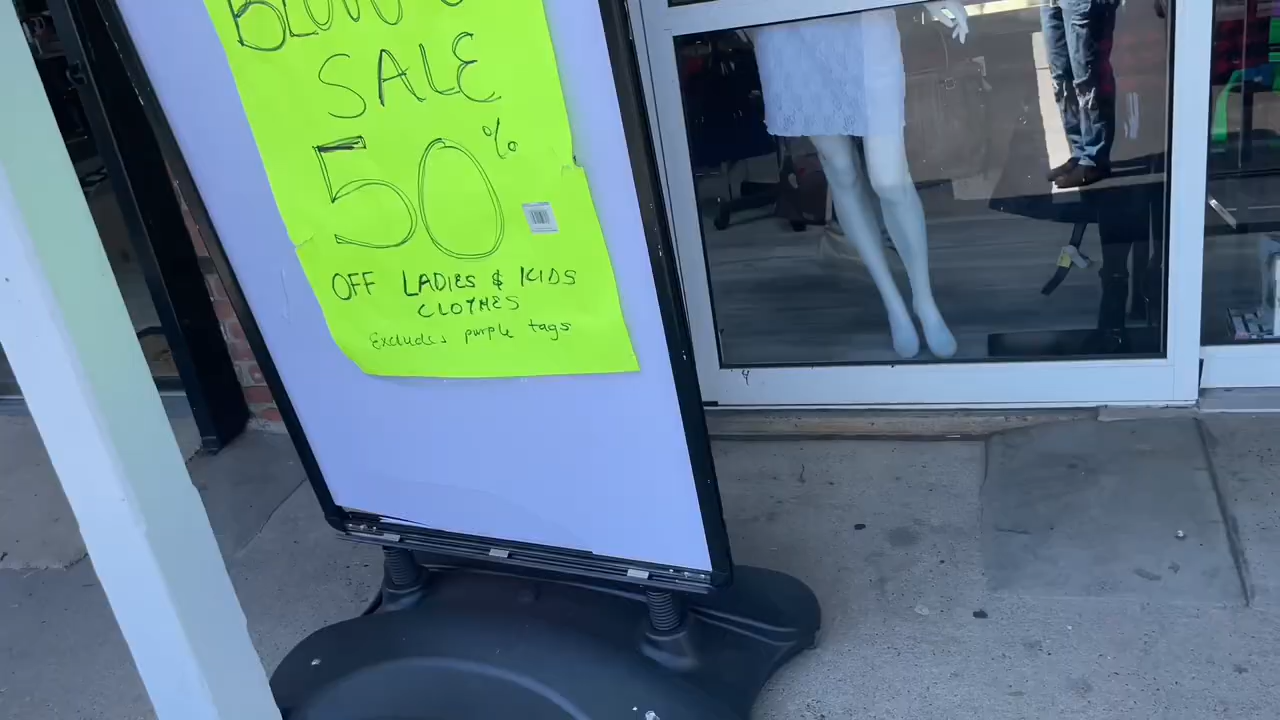 SALE
50%
OFF LADIES & KIDS
CLOTHES
Excludes purple tags